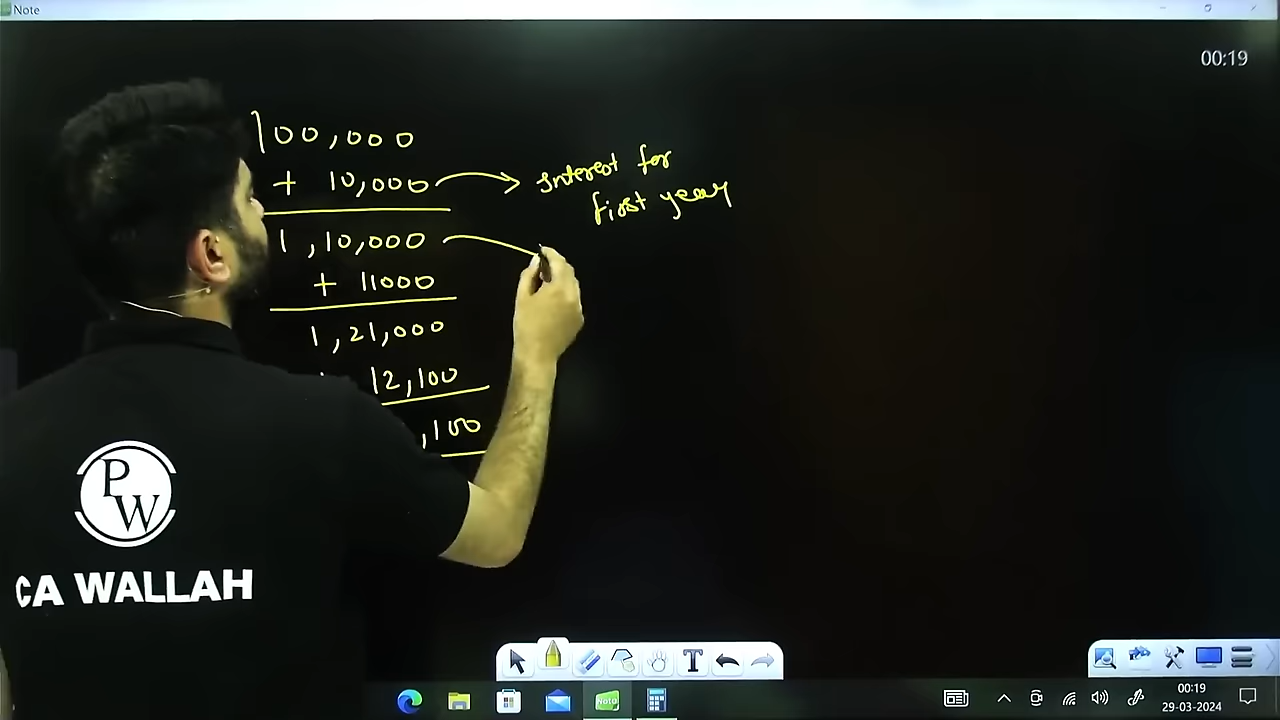 Note
00:19
100,000
+ 10,000
Interest for
first year
1,10,000
+ 11000
1,21,000
12,100
,100
PW
CA WALLAH
T
Note
00:19
29-03-2024